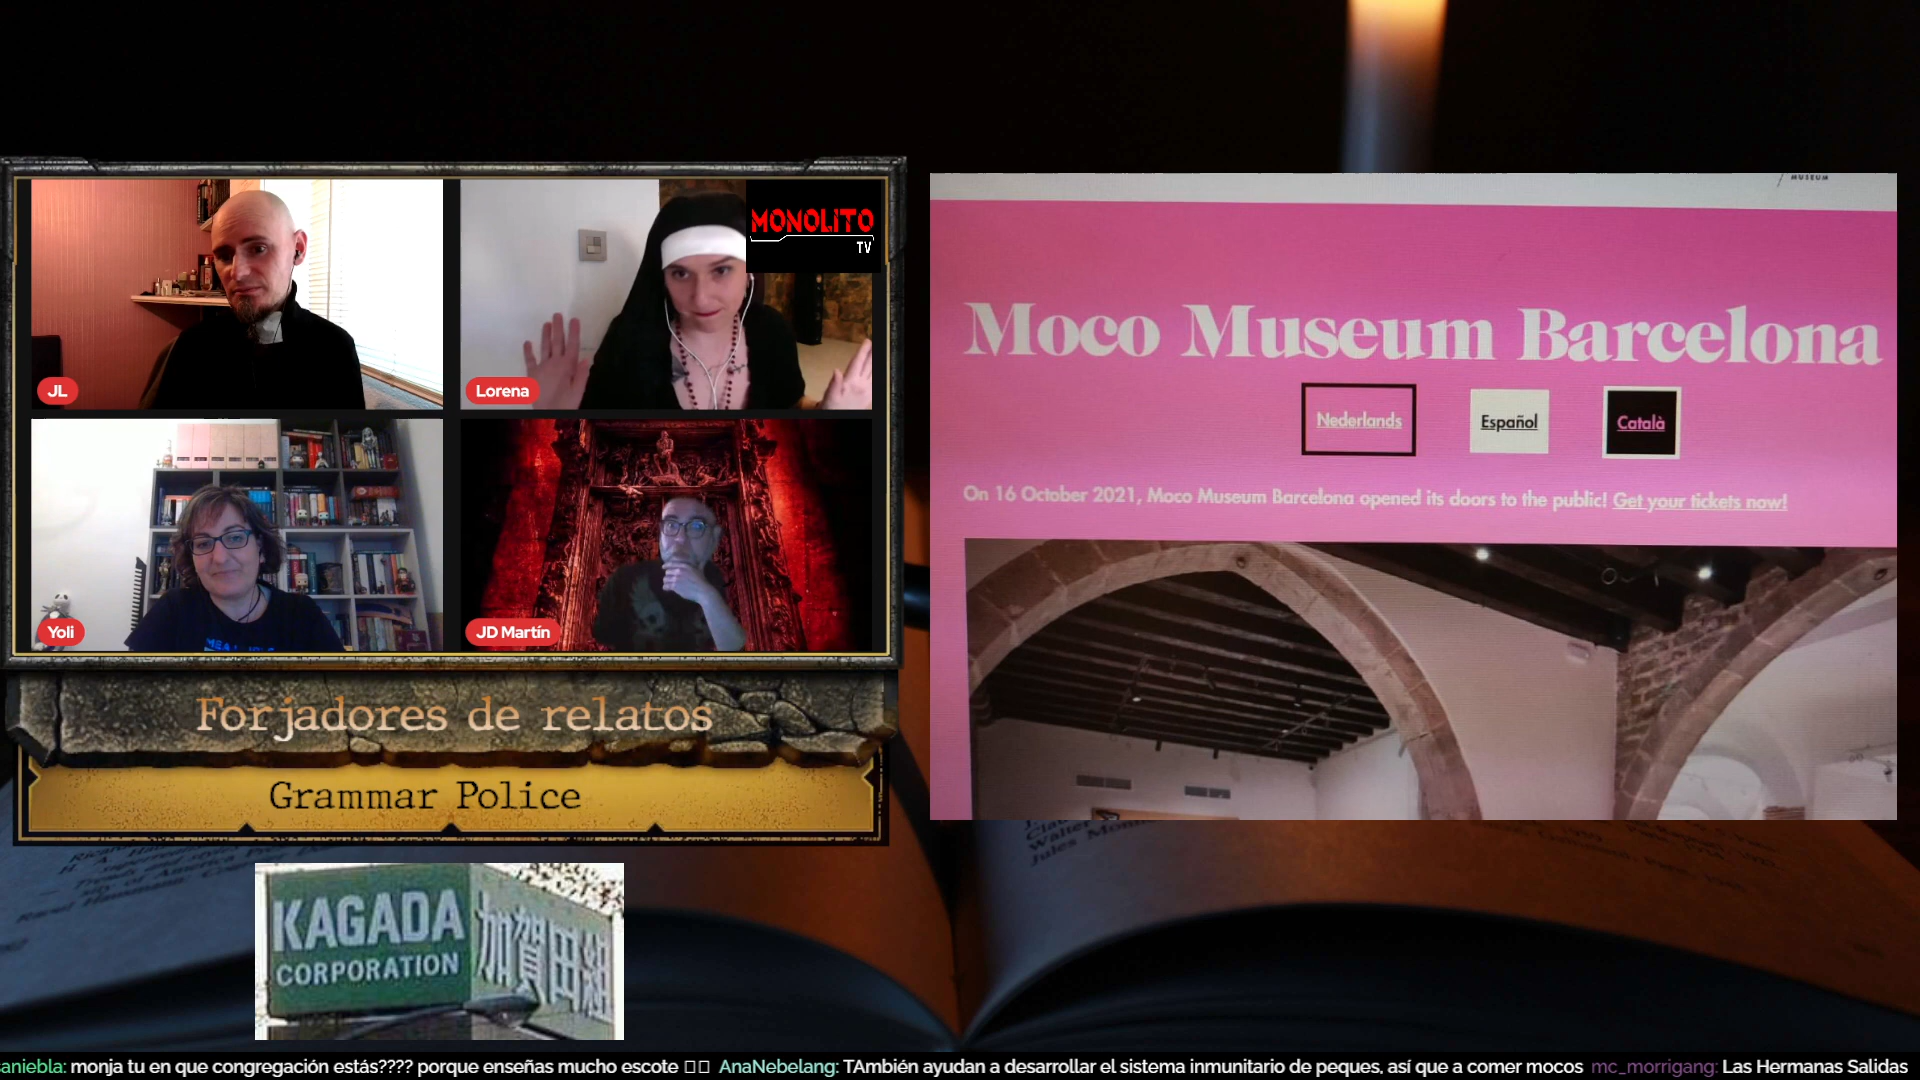 MONOLITO
TV
JL
Lorena
Yoli
JD Martín
Forjadores de relatos
Grammar Police
KAGADA
CORPORATION
加賀田組
MUSEUM
Moco Museum Barcelona
Nederlands
Español
Català
On 16 October 2021, Moco Museum Barcelona opened its doors to the public! Get your tickets now!
aniebla: monja tu en que congregación estás???? porque enseñas mucho escote AnaNebelang: TAmbién ayudan a desarrollar el sistema inmunitario de peques, así que a comer mocos mc_morrigang: Las Hermanas Salidas